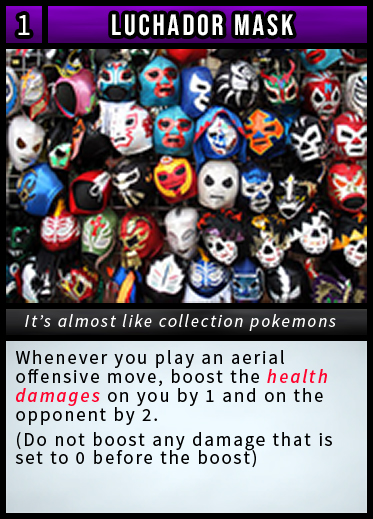 1
LUCHADOR MASK
It's almost like collection pokemons
Whenever you play an aerial
offensive move, boost the health
damages on you by 1 and on the
opponent by 2.
(Do not boost any damage that is
set to 0 before the boost)